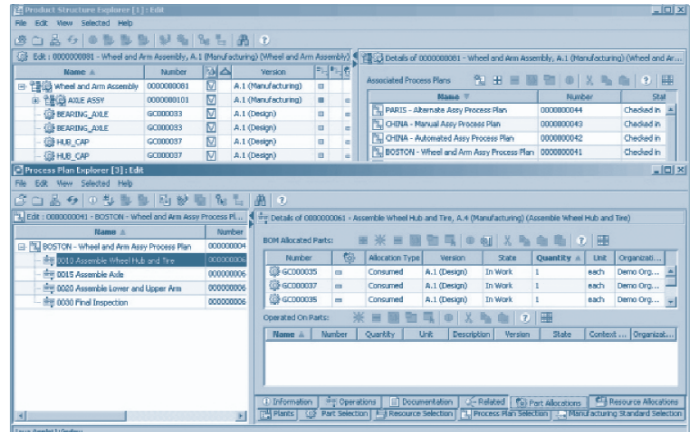 Product Structure Explorer [1] : Edit
File Edit View Selected Help
Edit : 0000000081 - Wheel and Arm Assembly, A.1 (Manufacturing) (Wheel and Arm Assembly)
Name Number Version
Wheel and Arm Assembly 0000000081 A.1 (Manufacturing)
AXLE ASSY 0000000101 A.1 (Manufacturing)
BEARING_AXLE GC000033 A.1 (Design)
BEARING_AXLE GC000033 A.1 (Design)
HUB_CAP GC000037 A.1 (Design)
HUB_CAP GC000037 A.1 (Design)
Details of 0000000081 - Wheel and Arm Assembly, A.1 (Manufacturing) (Wheel and Ar...
Associated Process Plans
Name Number Stat
PARIS - Alternate Assy Process Plan 0000000044 Checked in
CHINA - Manual Assy Process Plan 0000000043 Checked in
CHINA - Automated Assy Process Plan 0000000042 Checked in
BOSTON - Wheel and Arm Assy Process Plan 0000000041 Checked in
Process Plan Explorer [3] : Edit
File Edit View Selected Help
Edit : 0000000041 - BOSTON - Wheel and Arm Assy Process Pl...
Name Number
BOSTON - Wheel and Arm Assy Process Plan 000000004
0010 Assemble Wheel Hub and Tire 000000006
0015 Assemble Axle 000000006
0020 Assemble Lower and Upper Arm 000000006
0030 Final Inspection 000000006
Details of 0000000061 - Assemble Wheel Hub and Tire, A.4 (Manufacturing) (Assemble Wheel Hub and Tire)
BOM Allocated Parts:
Number Allocation Type Version State Quantity Unit Organizati...
GC000035 Consumed A.1 (Design) In Work 1 each Demo Org...
GC000035 Consumed A.1 (Design) In Work 1 each Demo Org...
GC000035 Consumed A.1 (Design) In Work 1 each Demo Org...
Operated On Parts:
Name Number Quantity Unit Description Version State Context ... Organizat...
Information Operations Documentation Related Part Allocations Resource Allocations
Plants Part Selection Resource Selection Process Plan Selection Manufacturing Standard Selection